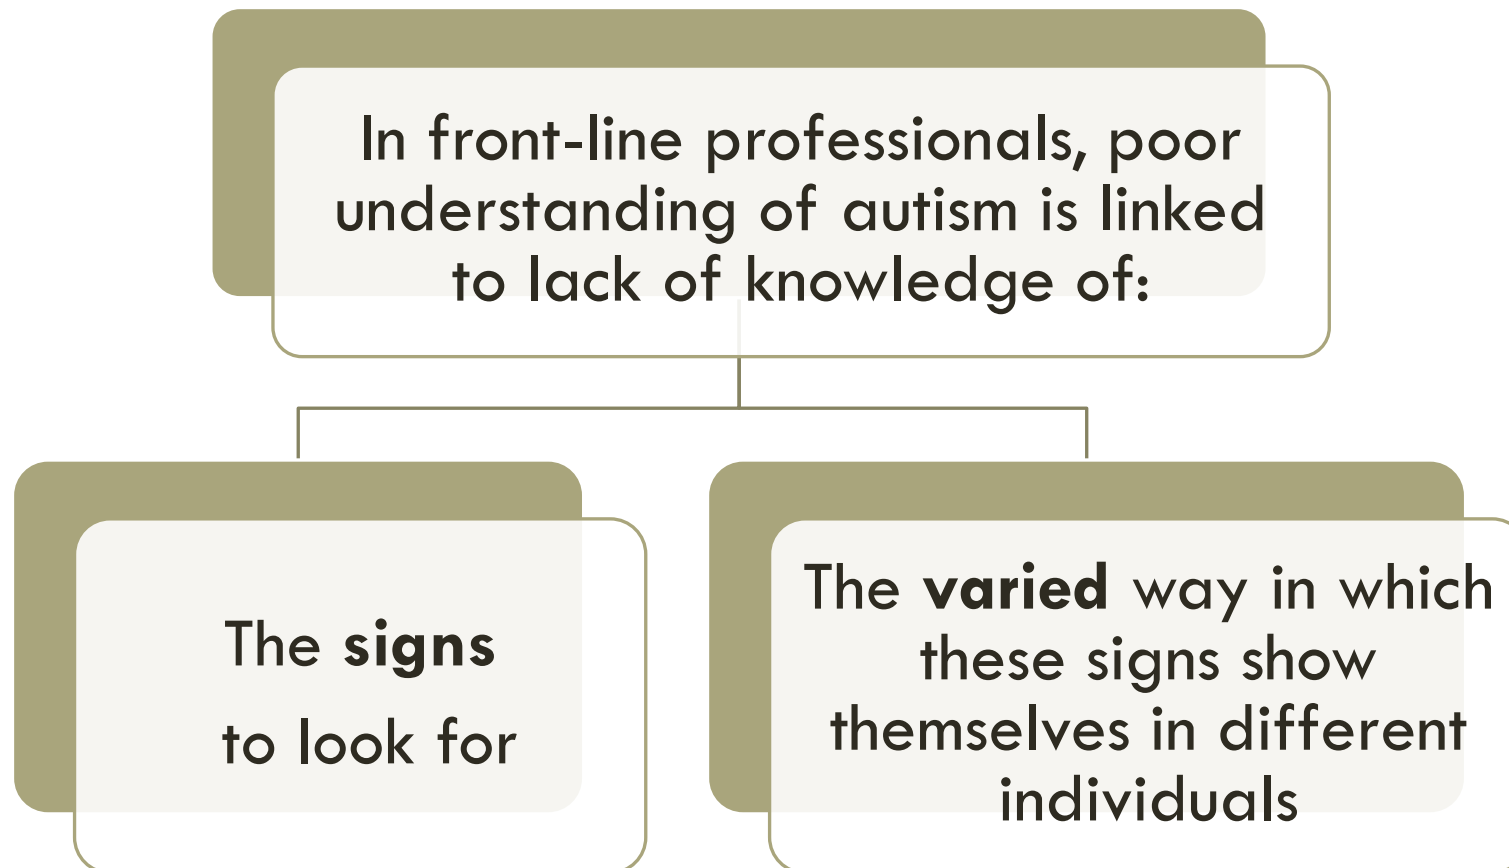 In front-line professionals, poor
understanding of autism is linked
to lack of knowledge of:
The signs
to look for
The varied way in which
these signs show
themselves in different
individuals